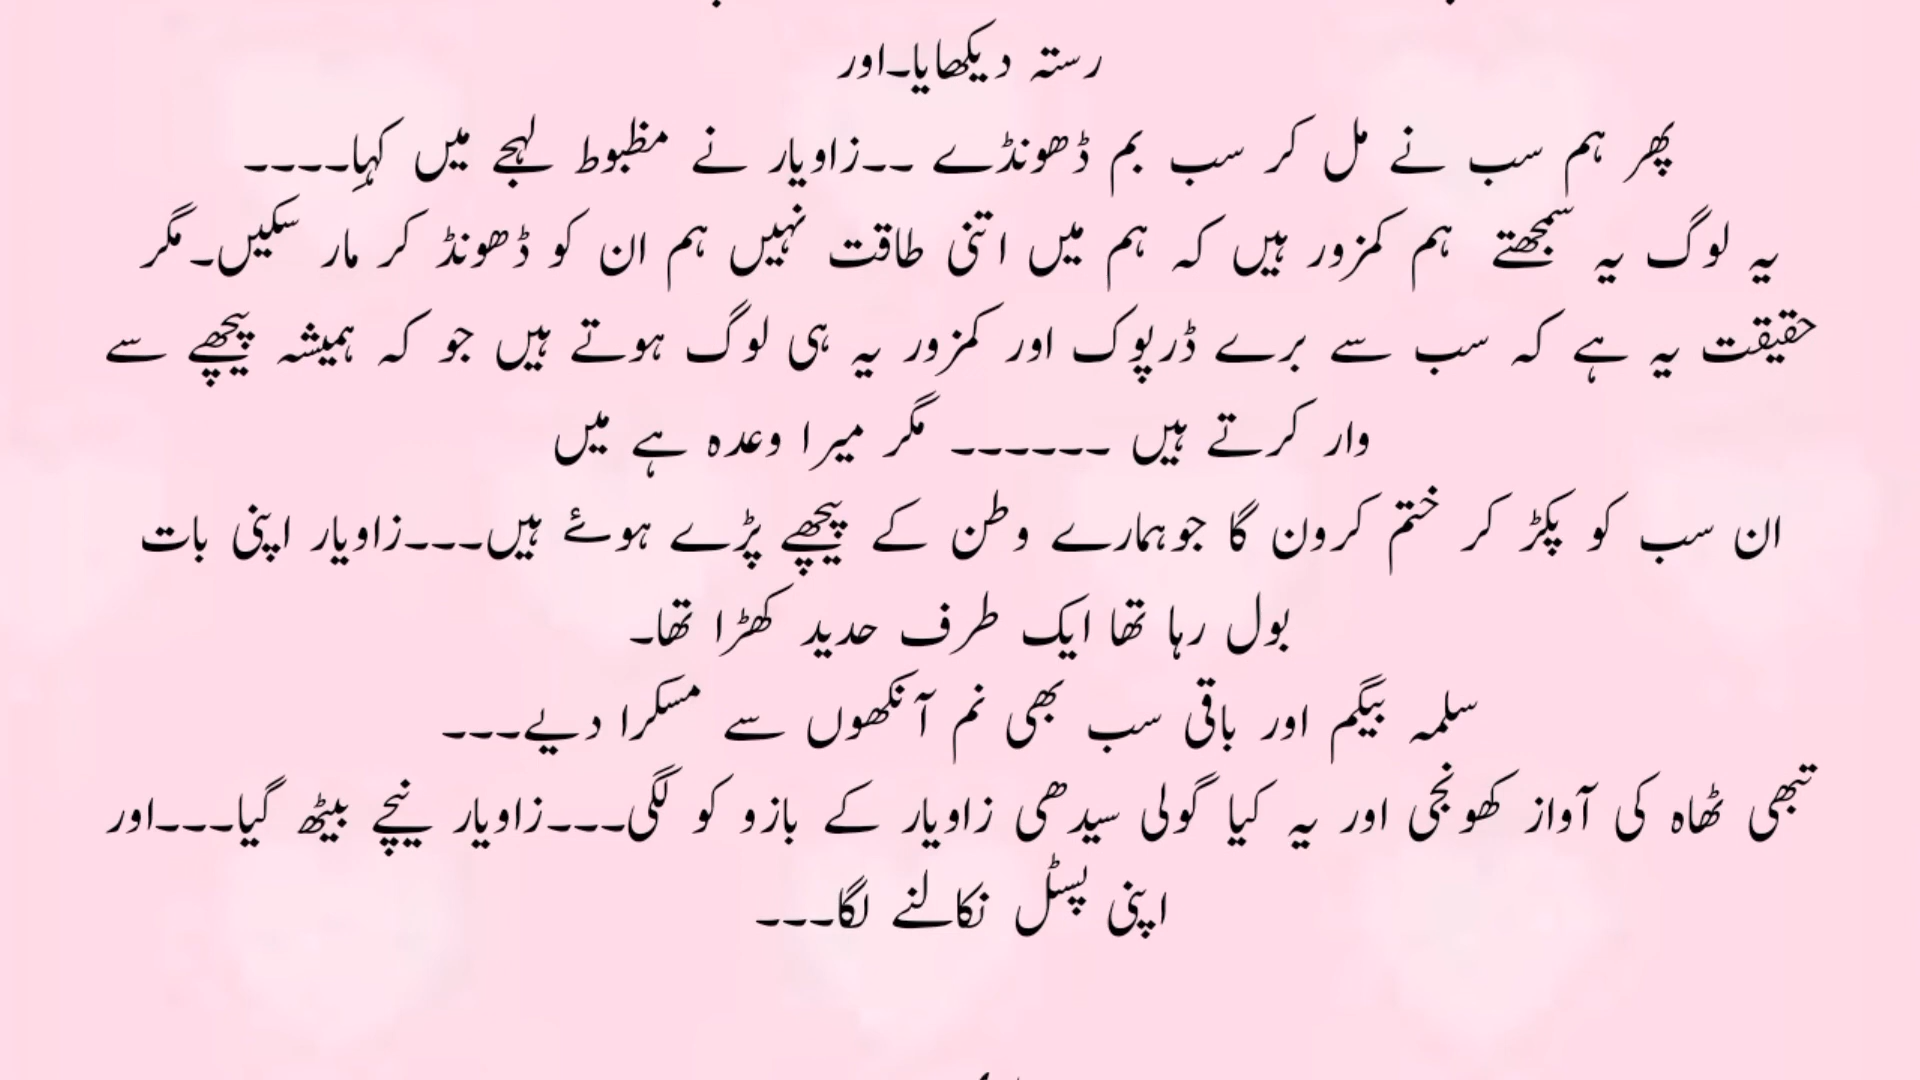 رستہ دیکھایا۔اور
پھر ہم سب نے مل کر سب بم ڈھونڈے ۔۔زاویار نے مظبوط لہجے میں کہا۔۔۔۔
یہ لوگ یہ سمجھتے ہم کمزور ہیں کہ ہم میں اتنی طاقت نہیں ہم ان کو ڈھونڈ کر مار سکیں۔مگر
حقیقت یہ ہے کہ سب سے برے ڈرپوک اور کمزور یہ ہی لوگ ہوتے ہیں جو کہ ہمیشہ پیچھے سے
وار کرتے ہیں ۔۔۔۔۔۔ مگر میرا وعدہ ہے میں
ان سب کو پکڑ کر ختم کرون گا جوہمارے وطن کے پیچھے پڑے ہوئے ہیں۔۔۔زاویار اپنی بات
بول رہا تھا ایک طرف حدید کھڑا تھا۔
سلمہ بیگم اور باقی سب بھی نم آنکھوں سے مسکرا دیے۔۔۔
تبھی ٹھاہ کی آواز کھونجی اور یہ کیا گولی سیدھی زاویار کے بازو کو لگی۔۔۔زاویار نیچے بیٹھ گیا۔۔۔اور
اپنی پسٹل نکالنے لگا۔۔۔